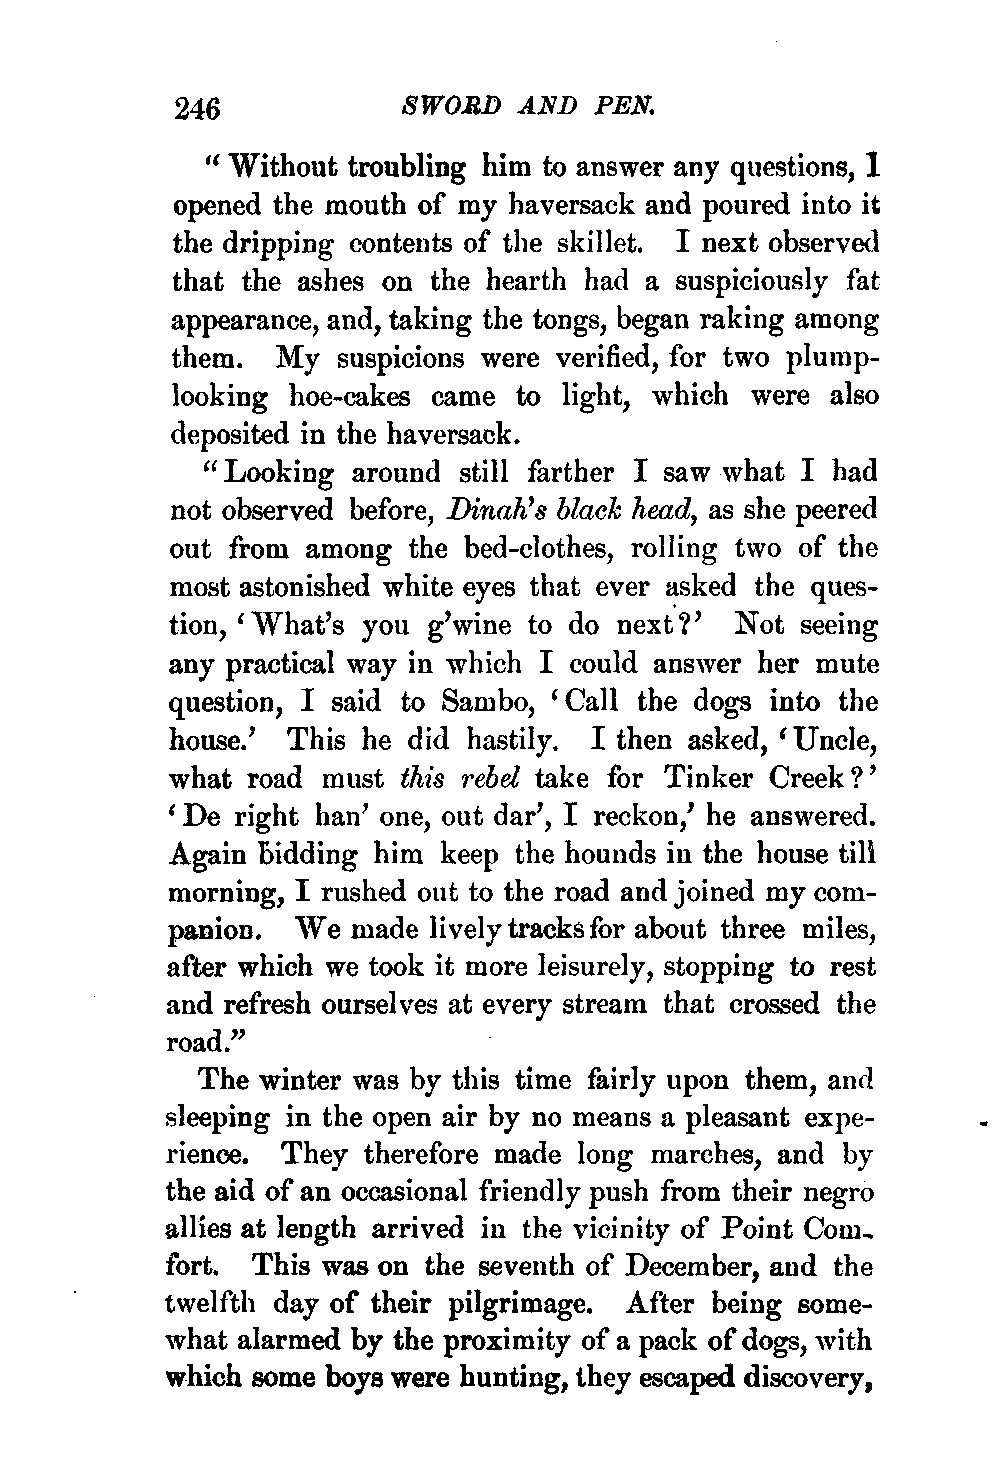 246 SWORD AND PEN.
“Without troubling him to answer any questions, I
opened the mouth of my haversack and poured into it
the dripping contents of the skillet. I next observed
that the ashes on the hearth had a suspiciously fat
appearance, and, taking the tongs, began raking among
them. My suspicions were verified, for two plump-
looking hoe-cakes came to light, which were also
deposited in the haversack.
“Looking around still farther I saw what I had
not observed before, Dinah’s black head, as she peered
out from among the bed-clothes, rolling two of the
most astonished white eyes that ever asked the ques-
tion, ‘What’s you g’wine to do next?’ Not seeing
any practical way in which I could answer her mute
question, I said to Sambo, ‘Call the dogs into the
house.’ This he did hastily. I then asked, ‘Uncle,
what road must this rebel take for Tinker Creek?’
‘De right han’ one, out dar’, I reckon,’ he answered.
Again bidding him keep the hounds in the house till
morning, I rushed out to the road and joined my com-
panion. We made lively tracks for about three miles,
after which we took it more leisurely, stopping to rest
and refresh ourselves at every stream that crossed the
road.”
The winter was by this time fairly upon them, and
sleeping in the open air by no means a pleasant expe-
rience. They therefore made long marches, and by
the aid of an occasional friendly push from their negro
allies at length arrived in the vicinity of Point Com-
fort. This was on the seventh of December, and the
twelfth day of their pilgrimage. After being some-
what alarmed by the proximity of a pack of dogs, with
which some boys were hunting, they escaped discovery,